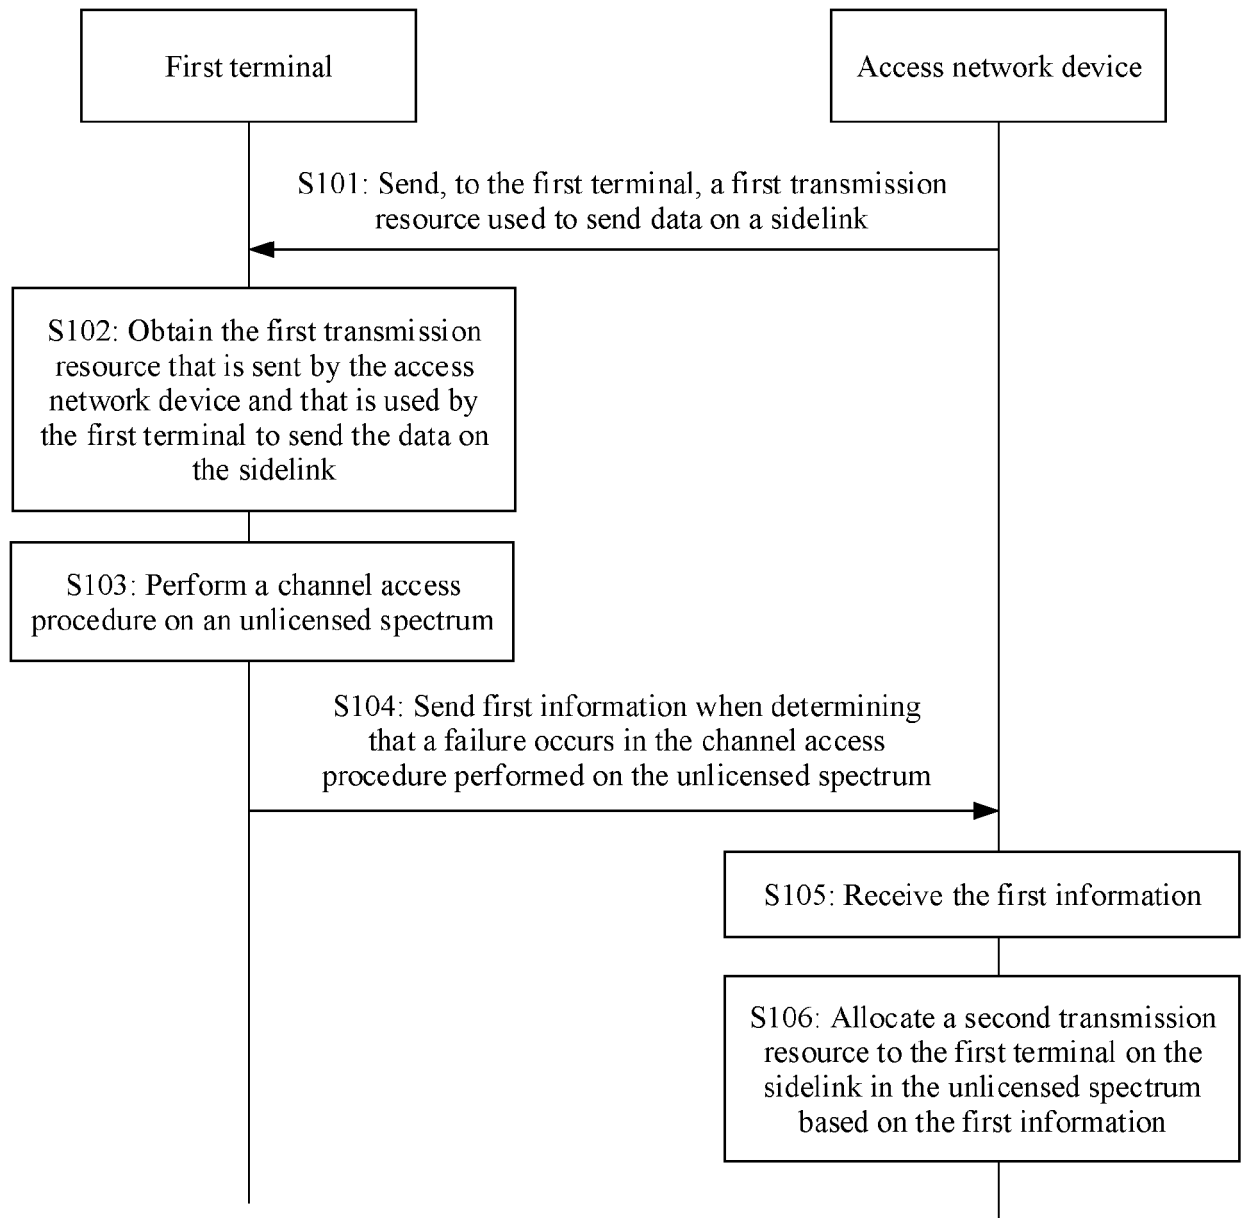 First terminal
Access network device
S101: Send, to the first terminal, a first transmission
resource used to send data on a sidelink
S102: Obtain the first transmission
resource that is sent by the access
network device and that is used by
the first terminal to send the data on
the sidelink
S103: Perform a channel access
procedure on an unlicensed spectrum
S104: Send first information when determining
that a failure occurs in the channel access
procedure performed on the unlicensed spectrum
S105: Receive the first information
S106: Allocate a second transmission
resource to the first terminal on the
sidelink in the unlicensed spectrum
based on the first information